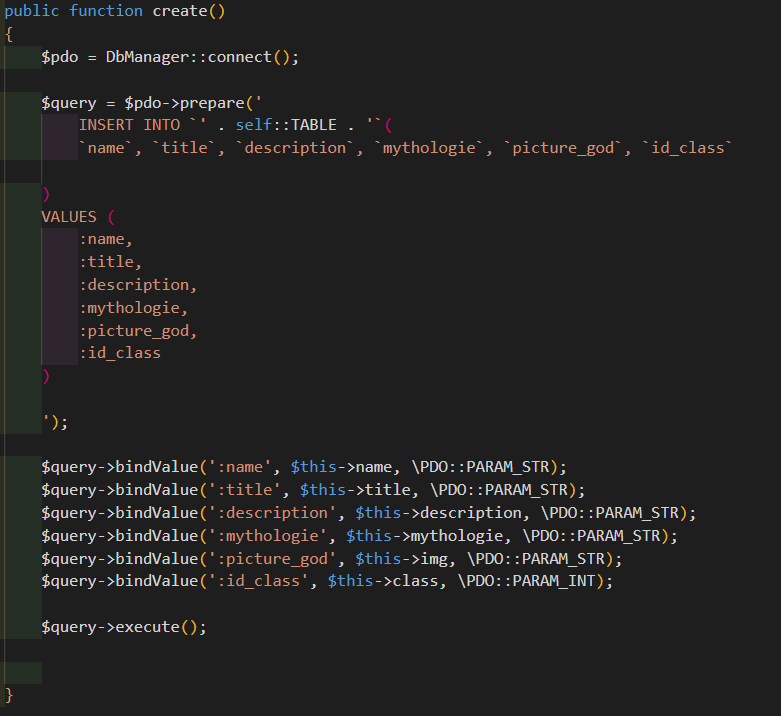 public function create()
{
$pdo = DbManager::connect();
$query = $pdo->prepare('
INSERT INTO `' . self::TABLE . '`(
`name`, `title`, `description`, `mythologie`, `picture_god`, `id_class`
)
VALUES (
:name,
:title,
:description,
:mythologie,
:picture_god,
:id_class
)
');
$query->bindValue(':name', $this->name, \PDO::PARAM_STR);
$query->bindValue(':title', $this->title, \PDO::PARAM_STR);
$query->bindValue(':description', $this->description, \PDO::PARAM_STR);
$query->bindValue(':mythologie', $this->mythologie, \PDO::PARAM_STR);
$query->bindValue(':picture_god', $this->img, \PDO::PARAM_STR);
$query->bindValue(':id_class', $this->class, \PDO::PARAM_INT);
$query->execute();
}